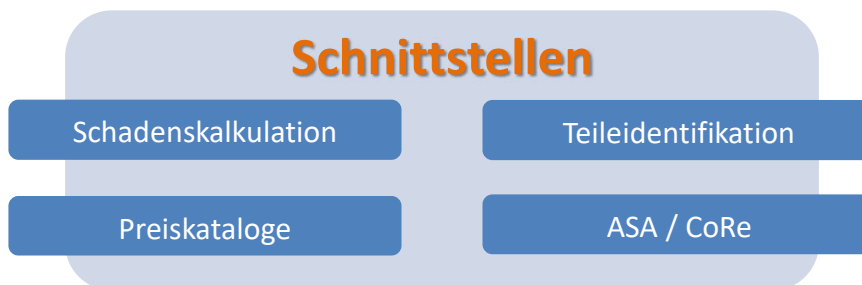 Schnittstellen
Schadenskalkulation
Teileidentifikation
Preiskataloge
ASA / CoRe